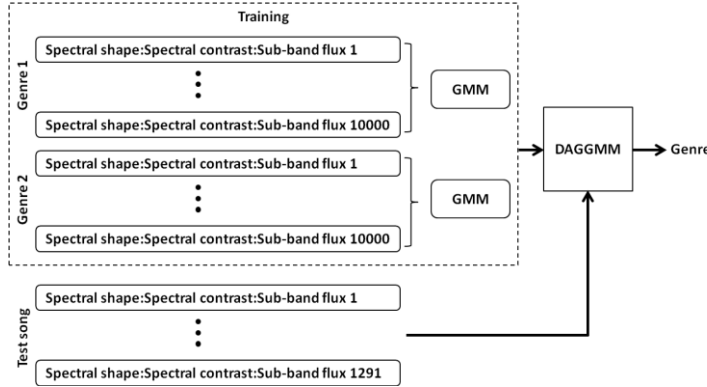 Training
Genre 1
Spectral shape:Spectral contrast:Sub-band flux 1
Spectral shape:Spectral contrast:Sub-band flux 10000
GMM
Genre 2
Spectral shape:Spectral contrast:Sub-band flux 1
Spectral shape:Spectral contrast:Sub-band flux 10000
GMM
DAGGMM
Genre
Test song
Spectral shape:Spectral contrast:Sub-band flux 1
Spectral shape:Spectral contrast:Sub-band flux 1291